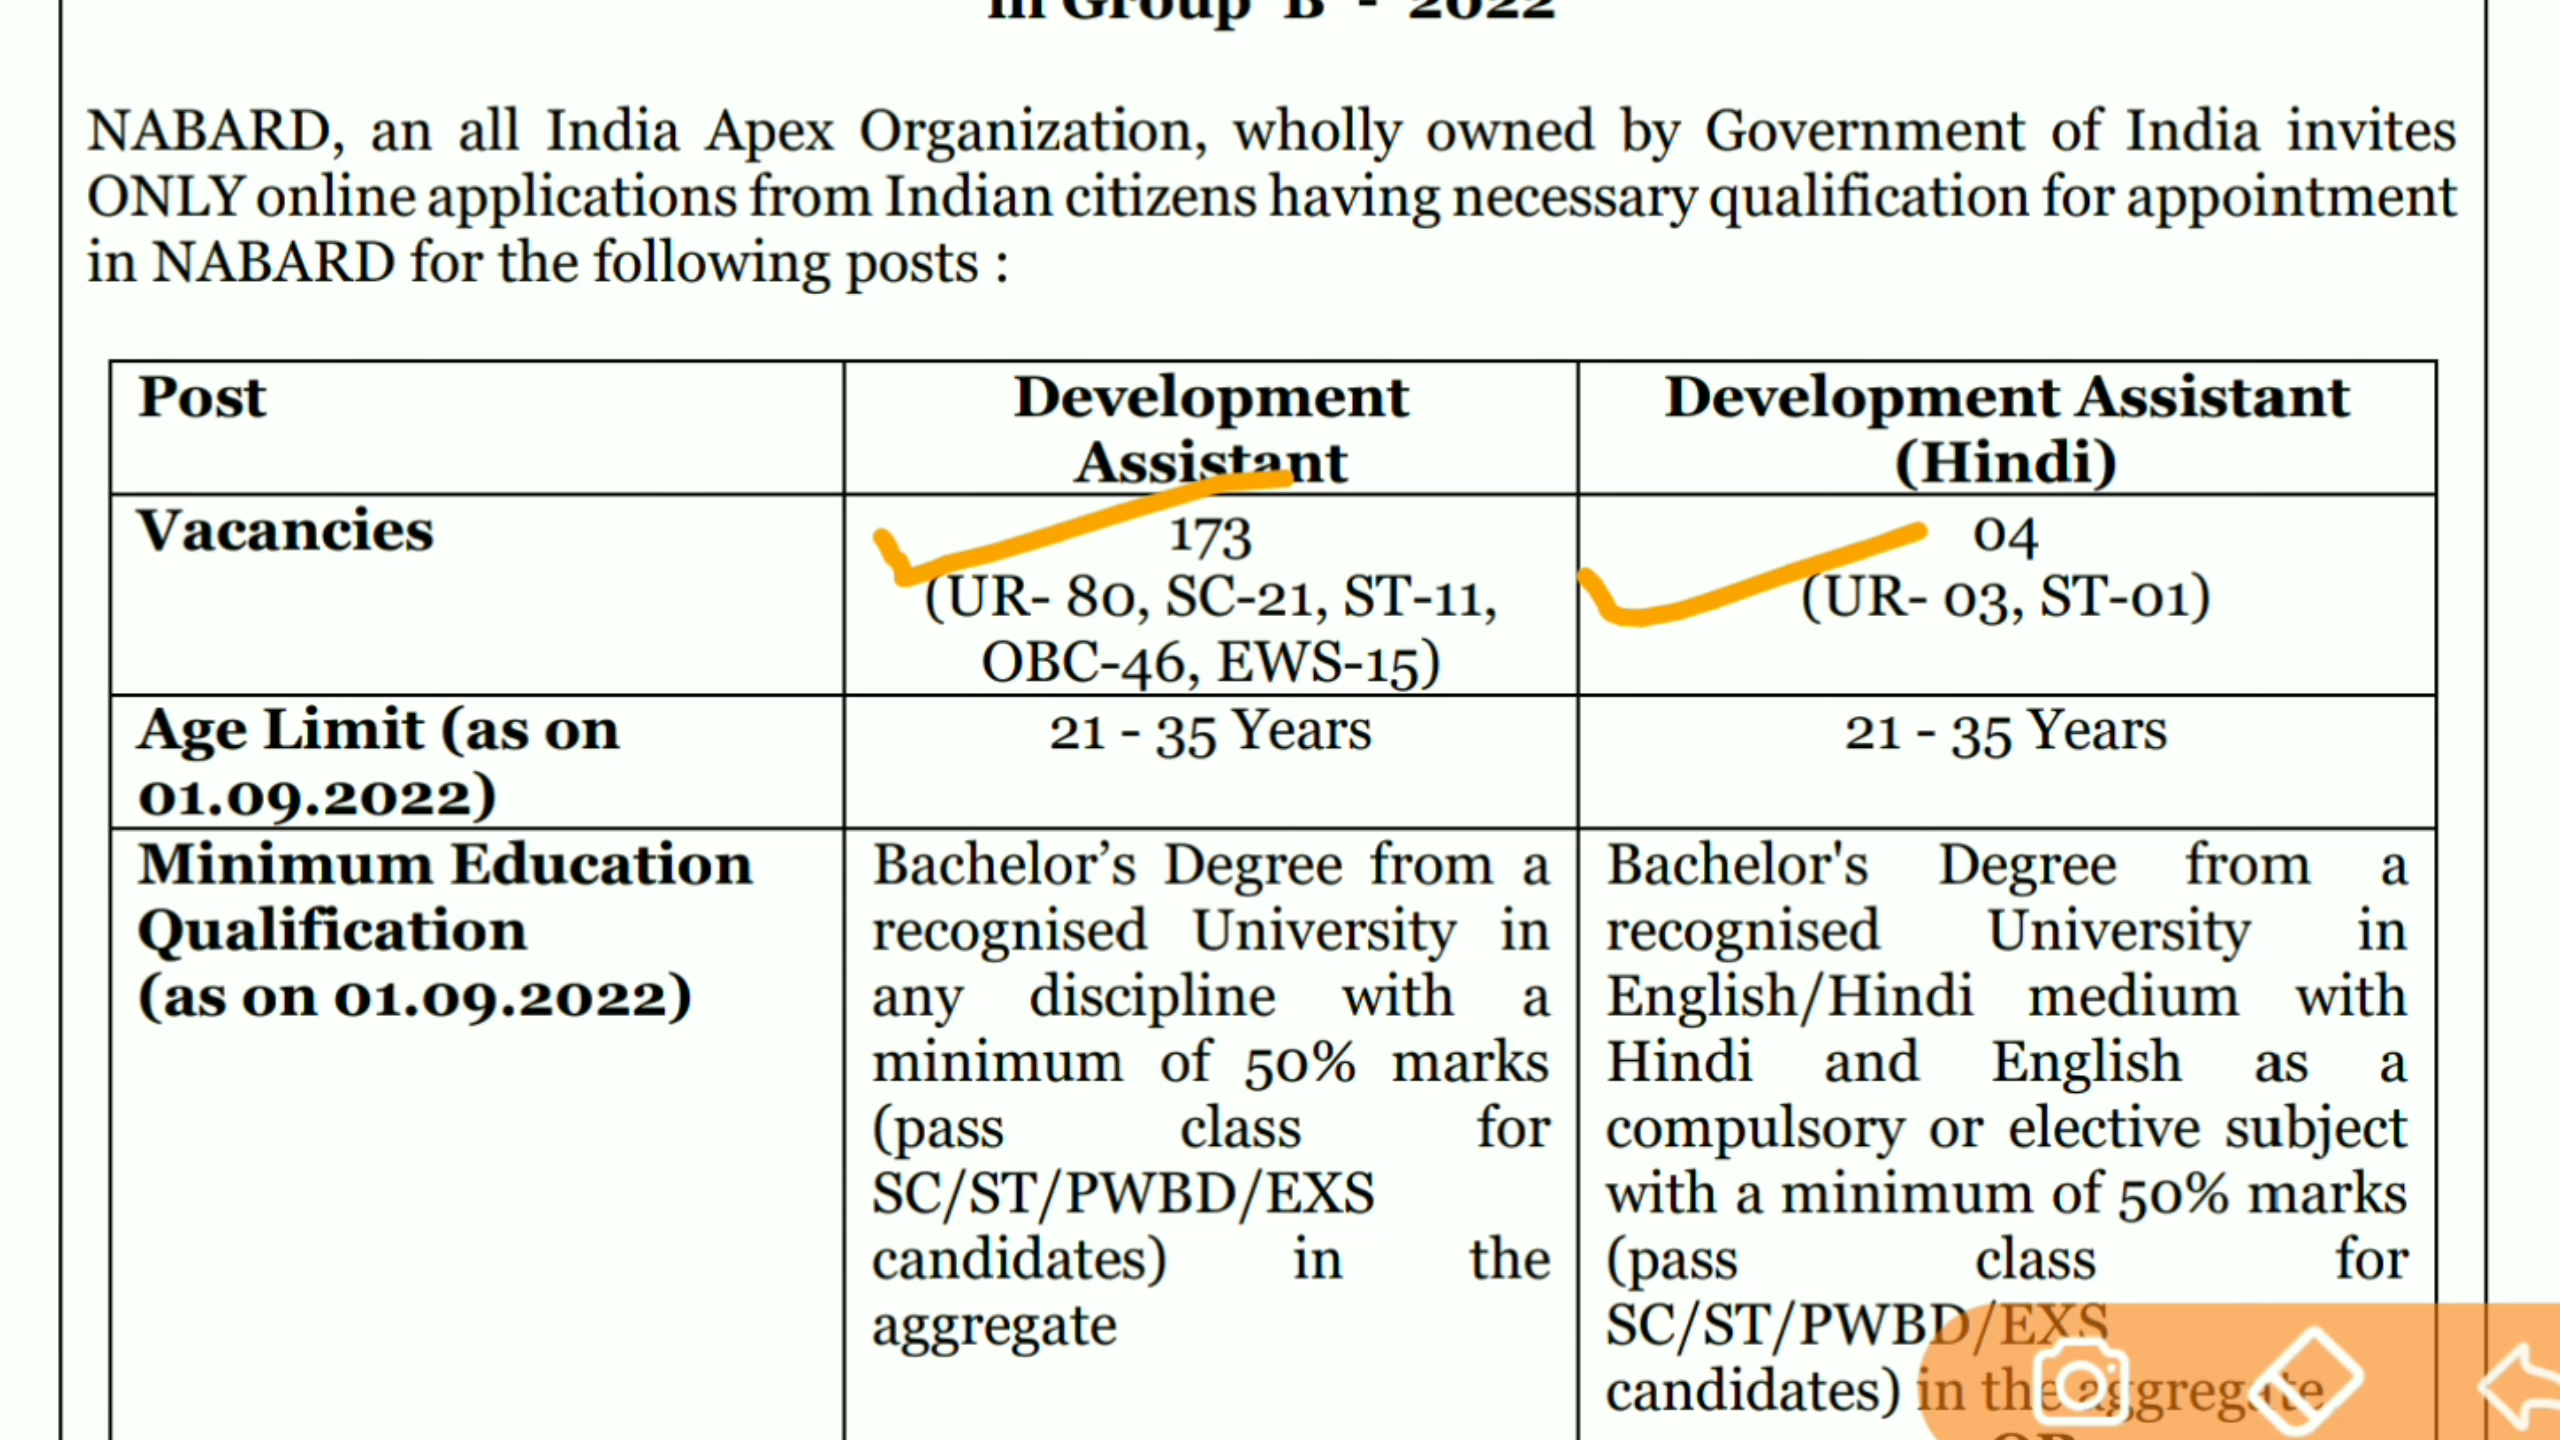 in Group 'B' - 2022
NABARD, an all India Apex Organization, wholly owned by Government of India invites
ONLY online applications from Indian citizens having necessary qualification for appointment
in NABARD for the following posts :
Post
Development
Assistant
Development Assistant
(Hindi)
Vacancies
173
(UR- 80, SC-21, ST-11,
OBC-46, EWS-15)
04
(UR- 03, ST-01)
Age Limit (as on
01.09.2022)
21 - 35 Years
21 - 35 Years
Minimum Education
Qualification
(as on 01.09.2022)
Bachelor’s Degree from a
recognised University in
any discipline with a
minimum of 50% marks
(pass class for
SC/ST/PWBD/EXS
candidates) in the
aggregate
Bachelor's Degree from a
recognised University in
English/Hindi medium with
Hindi and English as a
compulsory or elective subject
with a minimum of 50% marks
(pass class for
SC/ST/PWBD/EXS
candidates) in the aggregate
OR